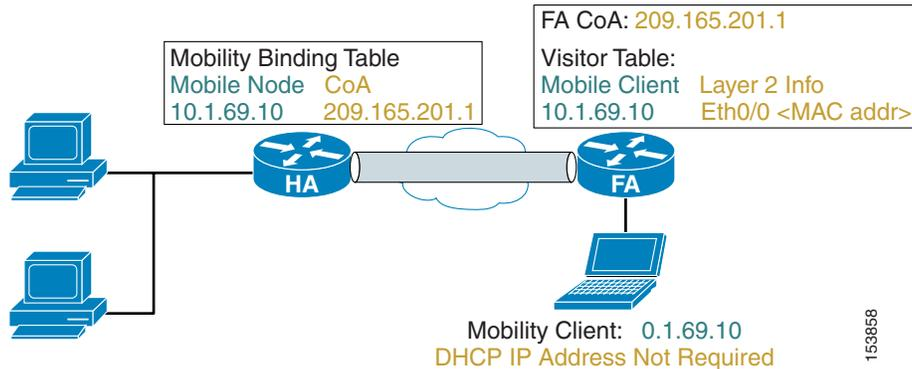 FA CoA: 209.165.201.1
Visitor Table:
Mobile Client Layer 2 Info
10.1.69.10 Eth0/0 <MAC addr>
Mobility Binding Table
Mobile Node CoA
10.1.69.10 209.165.201.1
HA
FA
Mobility Client: 0.1.69.10
DHCP IP Address Not Required
153858